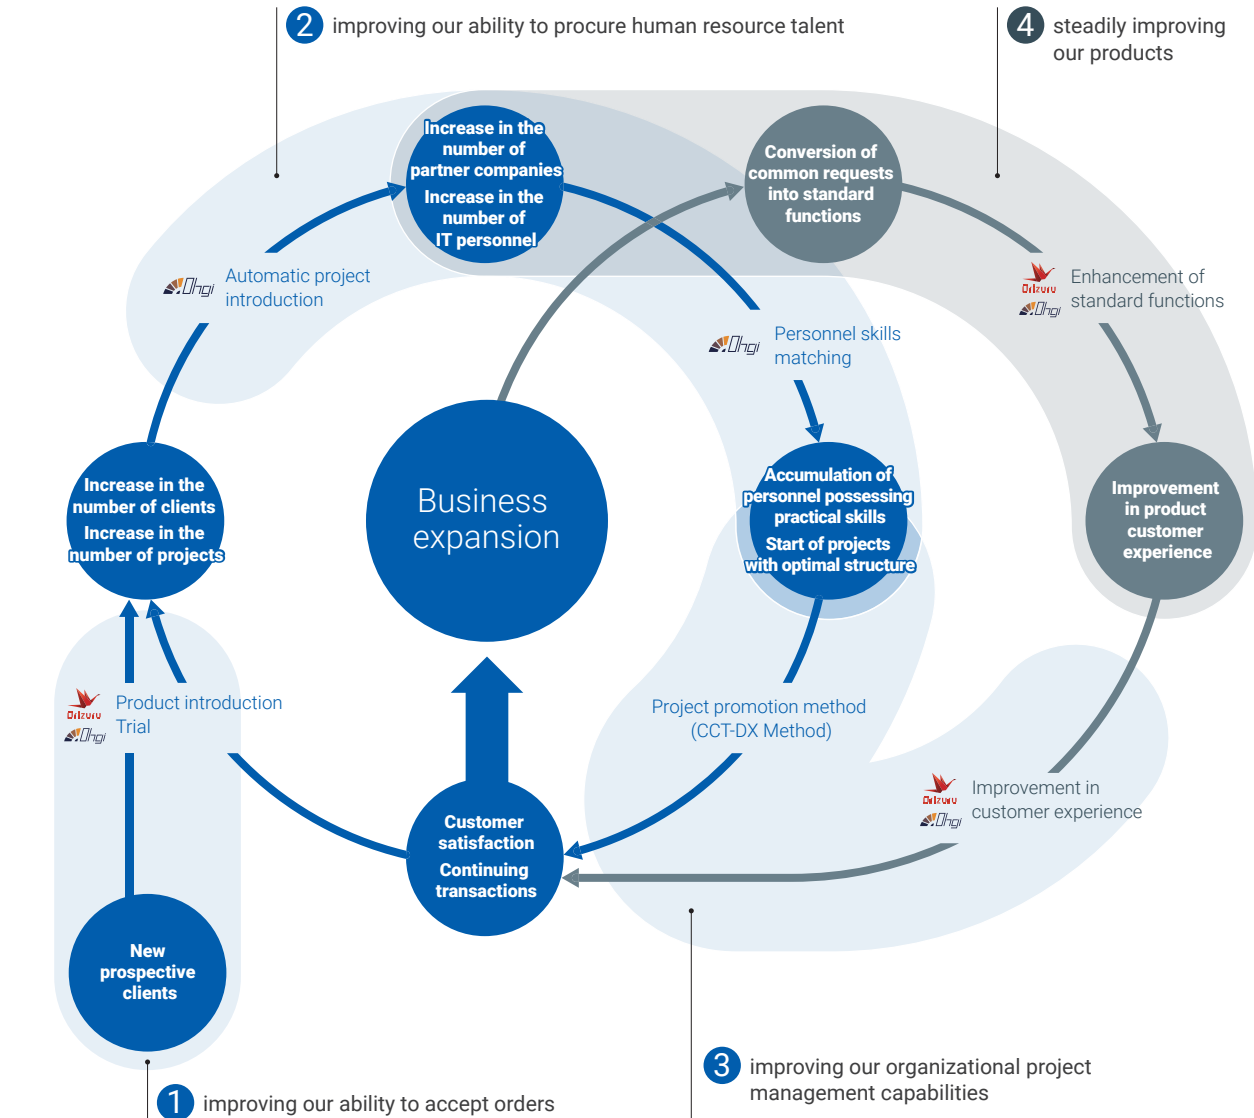 2 improving our ability to procure human resource talent
4 steadily improving
our products
Increase in the
number of
partner companies
Increase in the
number of
IT personnel
Conversion of
common requests
into standard
functions
Ohgi
Automatic project
introduction
Orizuru
Ohgi
Enhancement of
standard functions
Ohgi
Personnel skills
matching
Increase in the
number of clients
Increase in the
number of projects
Business
expansion
Accumulation of
personnel possessing
practical skills
Start of projects
with optimal structure
Improvement
in product
customer
experience
Orizuru
Ohgi
Product introduction
Trial
Project promotion method
(CCT-DX Method)
Orizuru
Ohgi
Improvement in
customer experience
Customer
satisfaction
Continuing
transactions
New
prospective
clients
3 improving our organizational project
management capabilities
1 improving our ability to accept orders